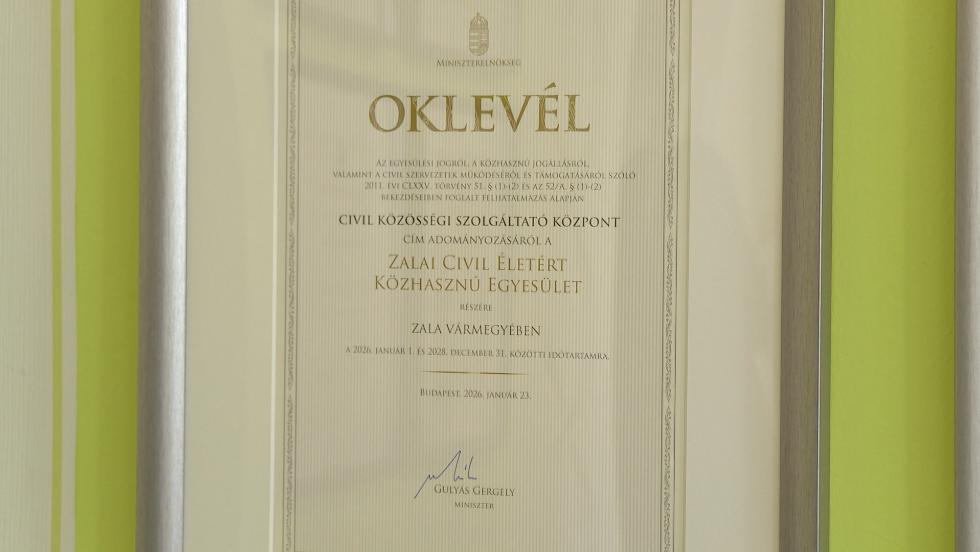 MINISZTERELNÖKSÉG
OKLEVÉL
AZ EGYESÜLÉSI JOGRÓL, A KÖZHASZNÚ JOGÁLLÁSRÓL,
VALAMINT A CIVIL SZERVEZETEK MŰKÖDÉSÉRŐL ÉS TÁMOGATÁSÁRÓL SZÓLÓ
2011. ÉVI CLXXV. TÖRVÉNY 51. § (1)-(2) ÉS AZ 52/A. § (1)-(2)
BEKEZDÉSEIBEN FOGLALT FELHATALMAZÁS ALAPJÁN
CIVIL KÖZÖSSÉGI SZOLGÁLTATÓ KÖZPONT
CÍM ADOMÁNYOZÁSÁRÓL A
ZALAI CIVIL ÉLETÉRT
KÖZHASZNÚ EGYESÜLET
RÉSZÉRE
ZALA VÁRMEGYÉBEN
A 2026. JANUÁR 1. ÉS 2028. DECEMBER 31. KÖZÖTTI IDŐTARTAMRA.
BUDAPEST, 2026. JANUÁR 23.
GULYÁS GERGELY
MINISZTER